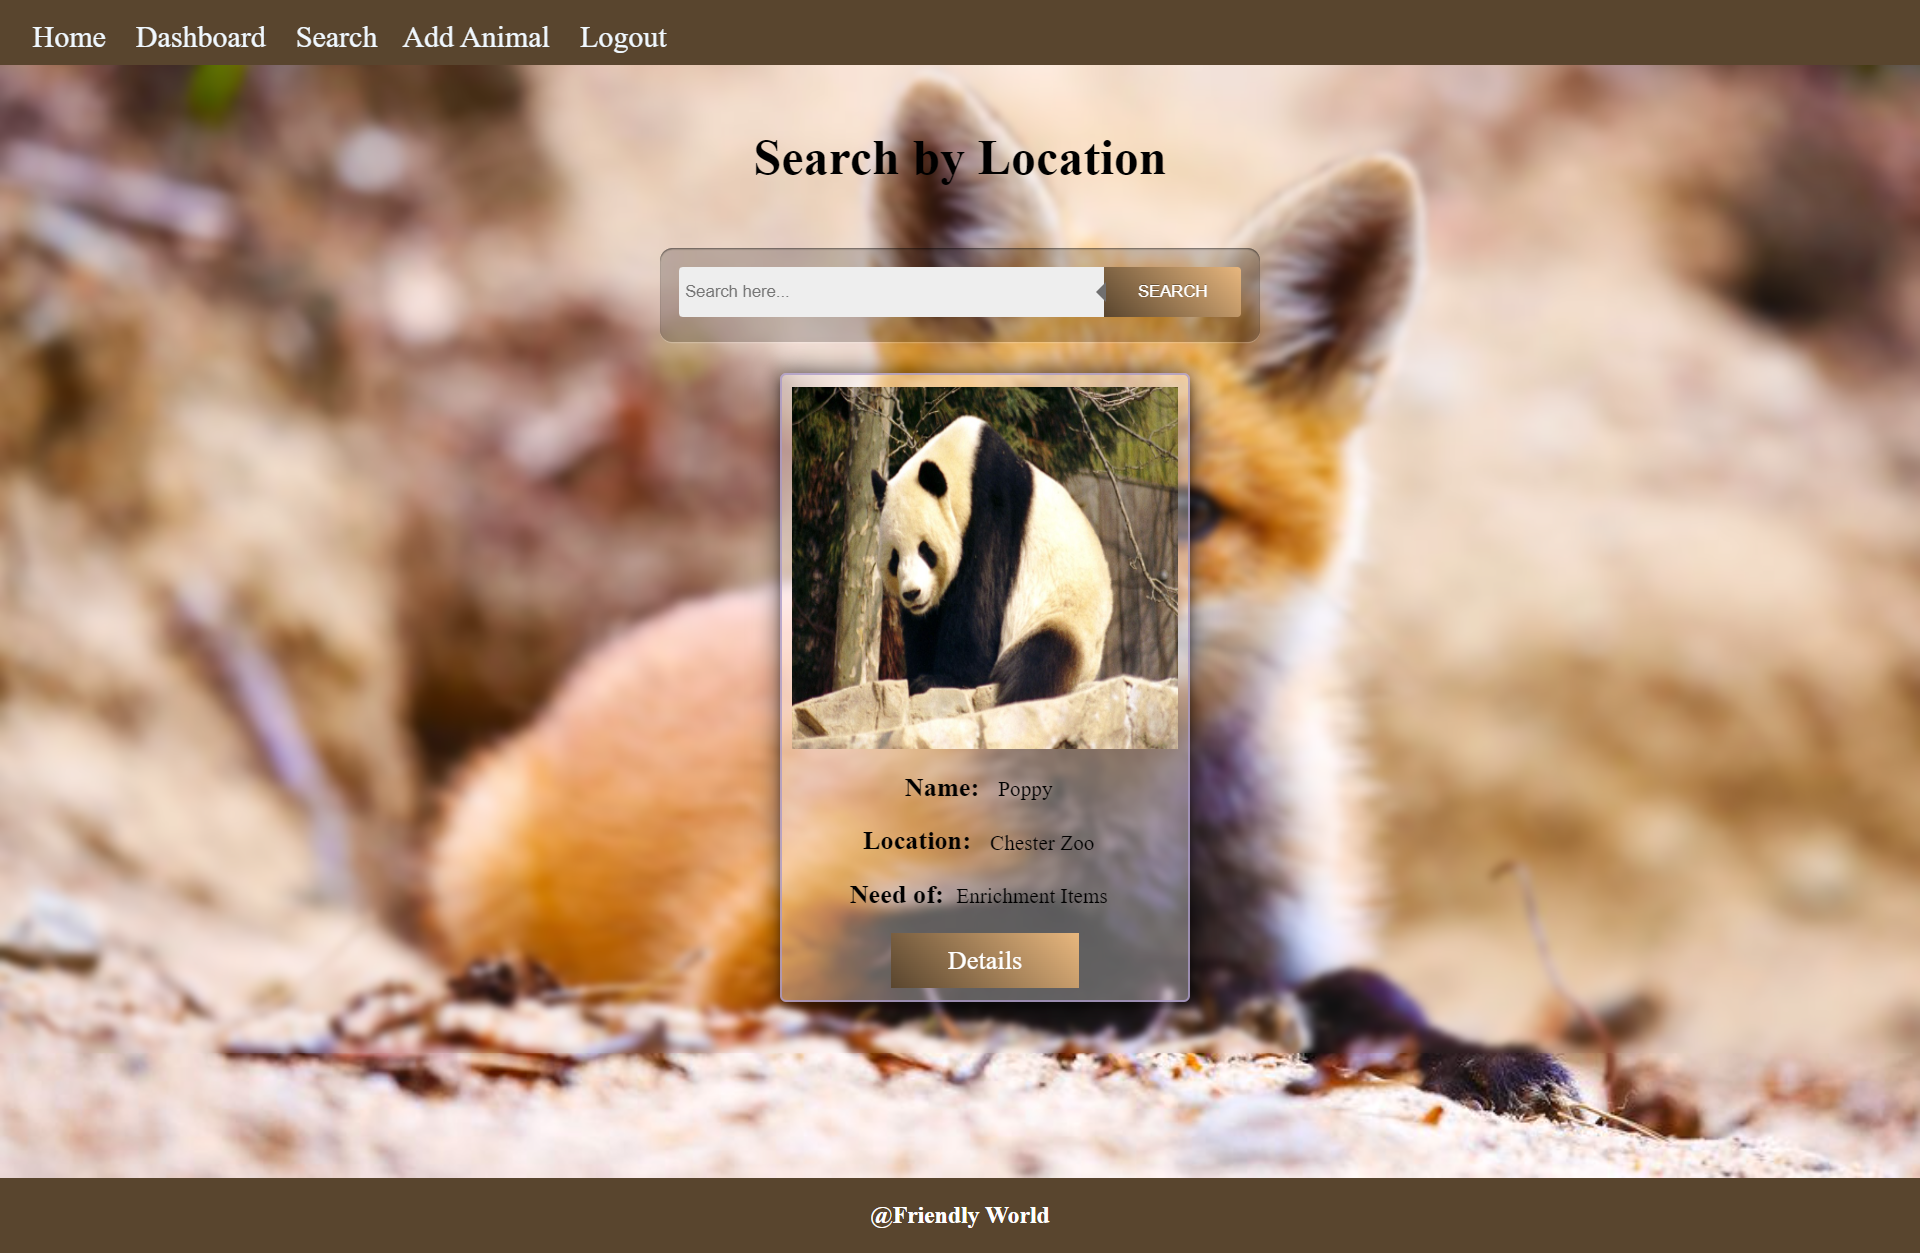 Home Dashboard Search Add Animal Logout
Search by Location
Search here... SEARCH
Name: Poppy
Location: Chester Zoo
Need of: Enrichment Items
Details
@Friendly World